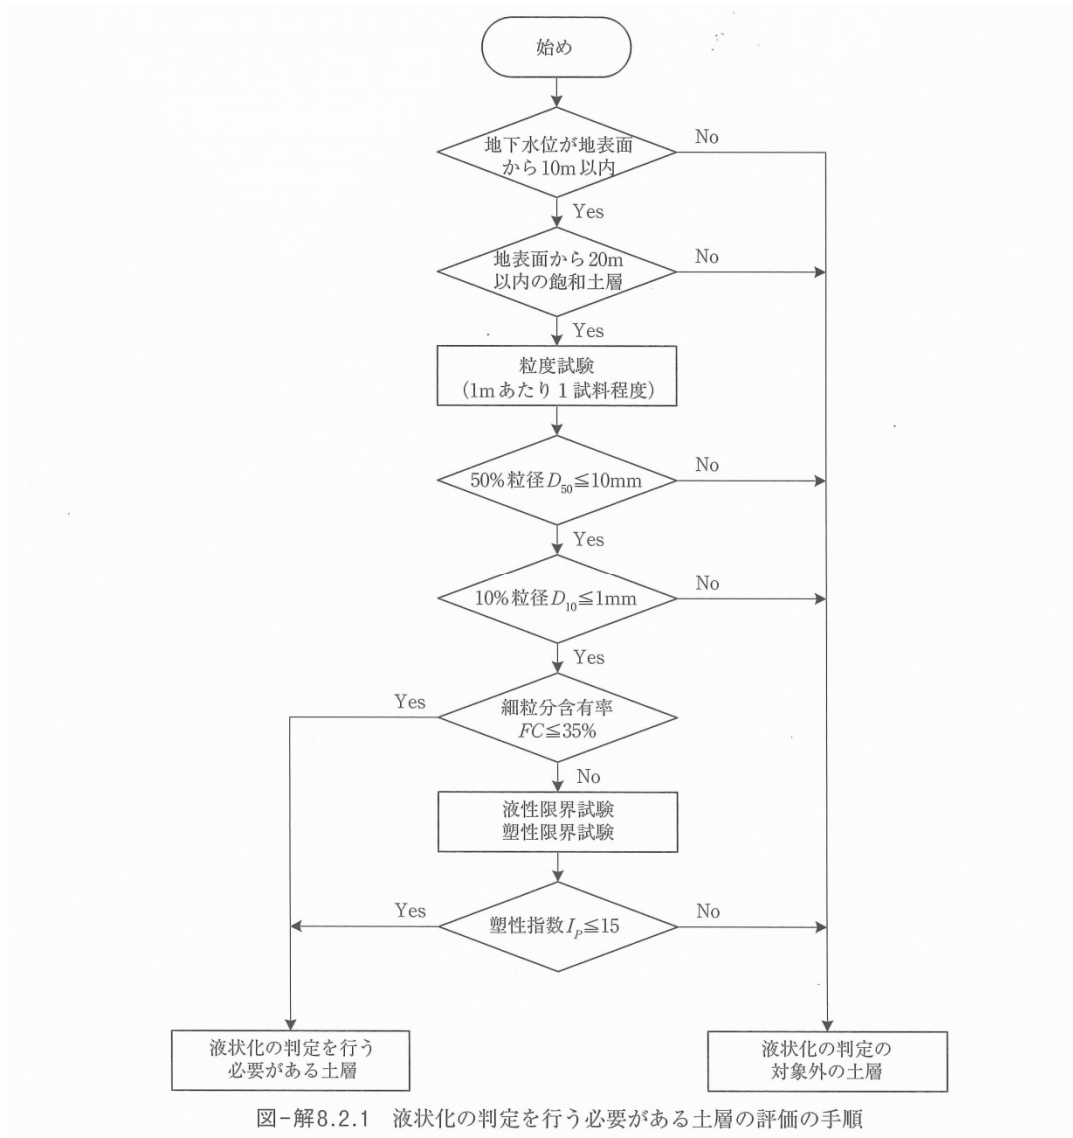 始め
地下水位が地表面
から10m以内
No
Yes
地表面から20m
以内の飽和土層
No
Yes
粒度試験
(1mあたり1試料程度)
50%粒径D50≦10mm
No
Yes
10%粒径D10≦1mm
No
Yes
細粒分含有率
FC≦35%
Yes
No
液性限界試験
塑性限界試験
塑性指数IP≦15
Yes
No
液状化の判定を行う
必要がある土層
液状化の判定の
対象外の土層
図-解8.2.1 液状化の判定を行う必要がある土層の評価の手順